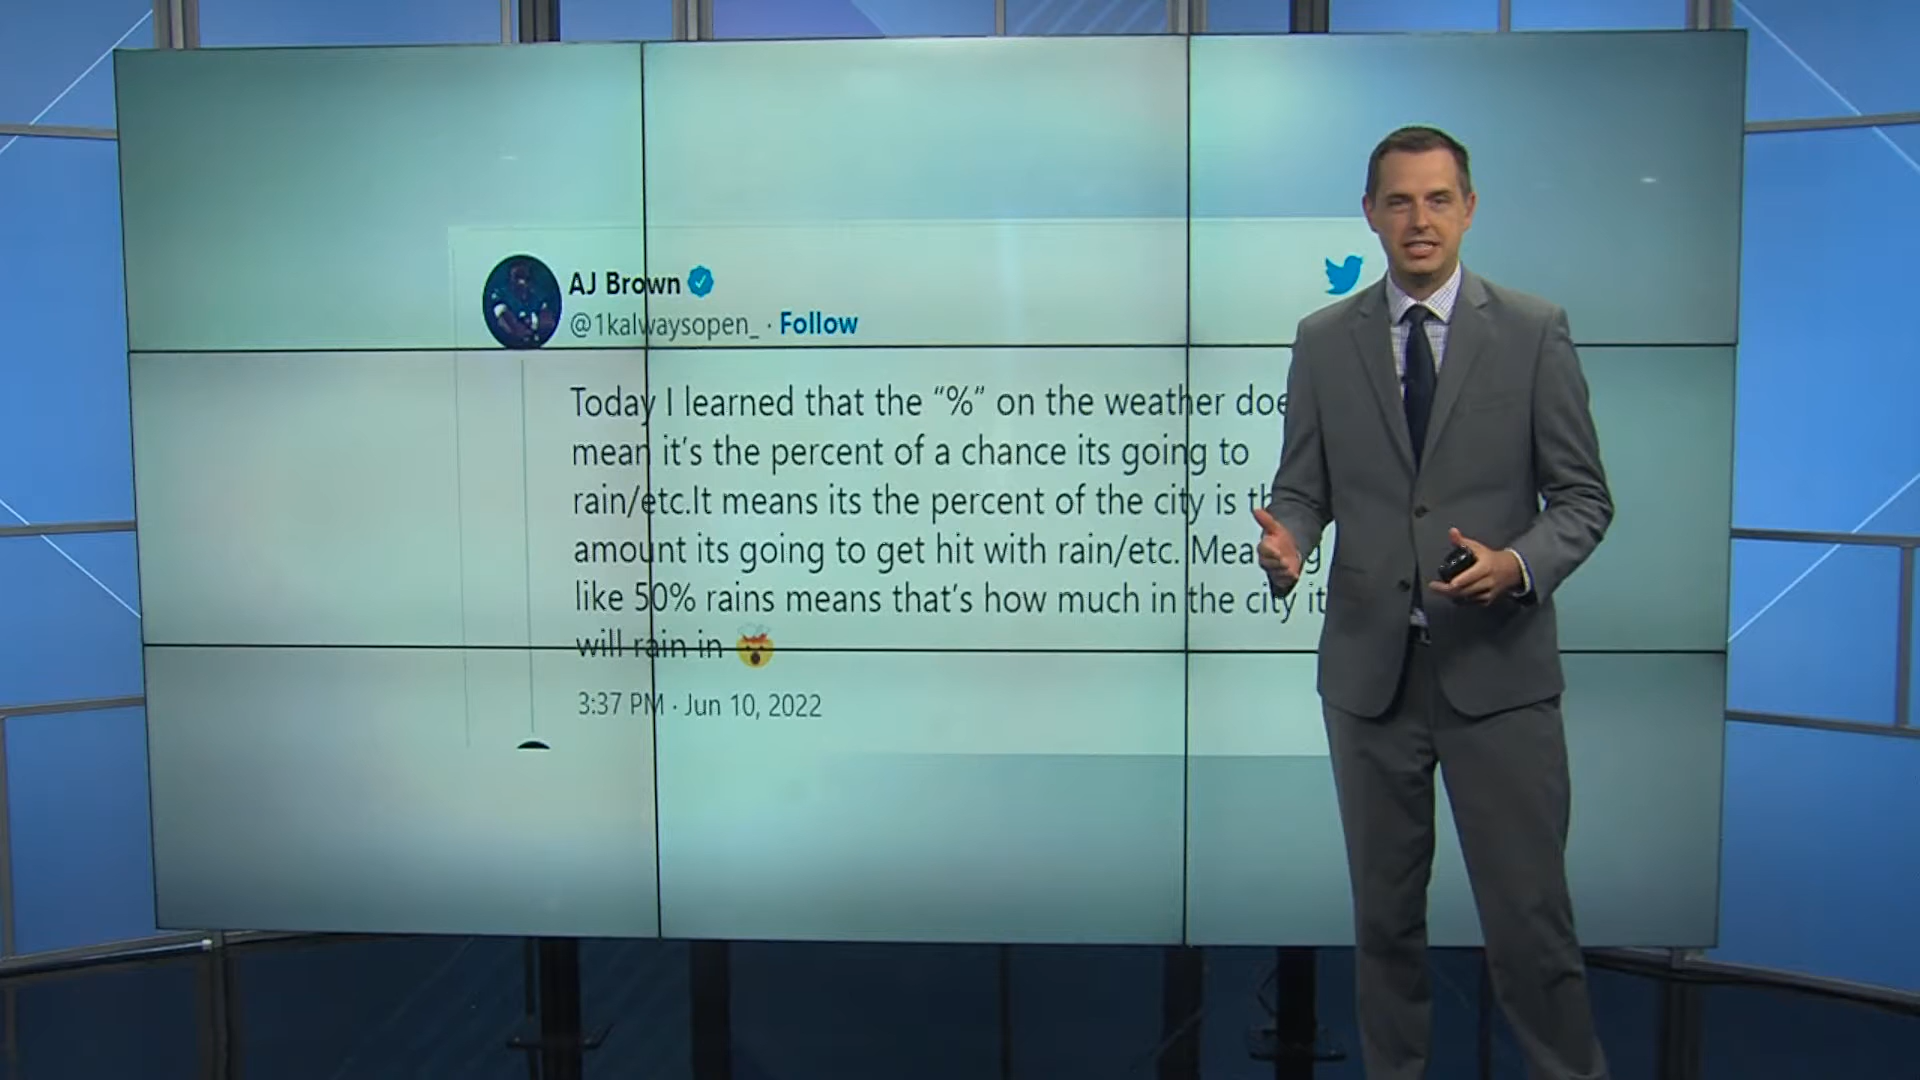 AJ Brown
@1kalwaysopen_ · Follow
Today I learned that the “%” on the weather
mean it's the percent of a chance its going to
rain/etc.It means its the percent of the city is
amount its going to get hit with rain/etc.
like 50% rains means that's how much in the city it
will rain in 🤯
3:37 PM · Jun 10, 2022